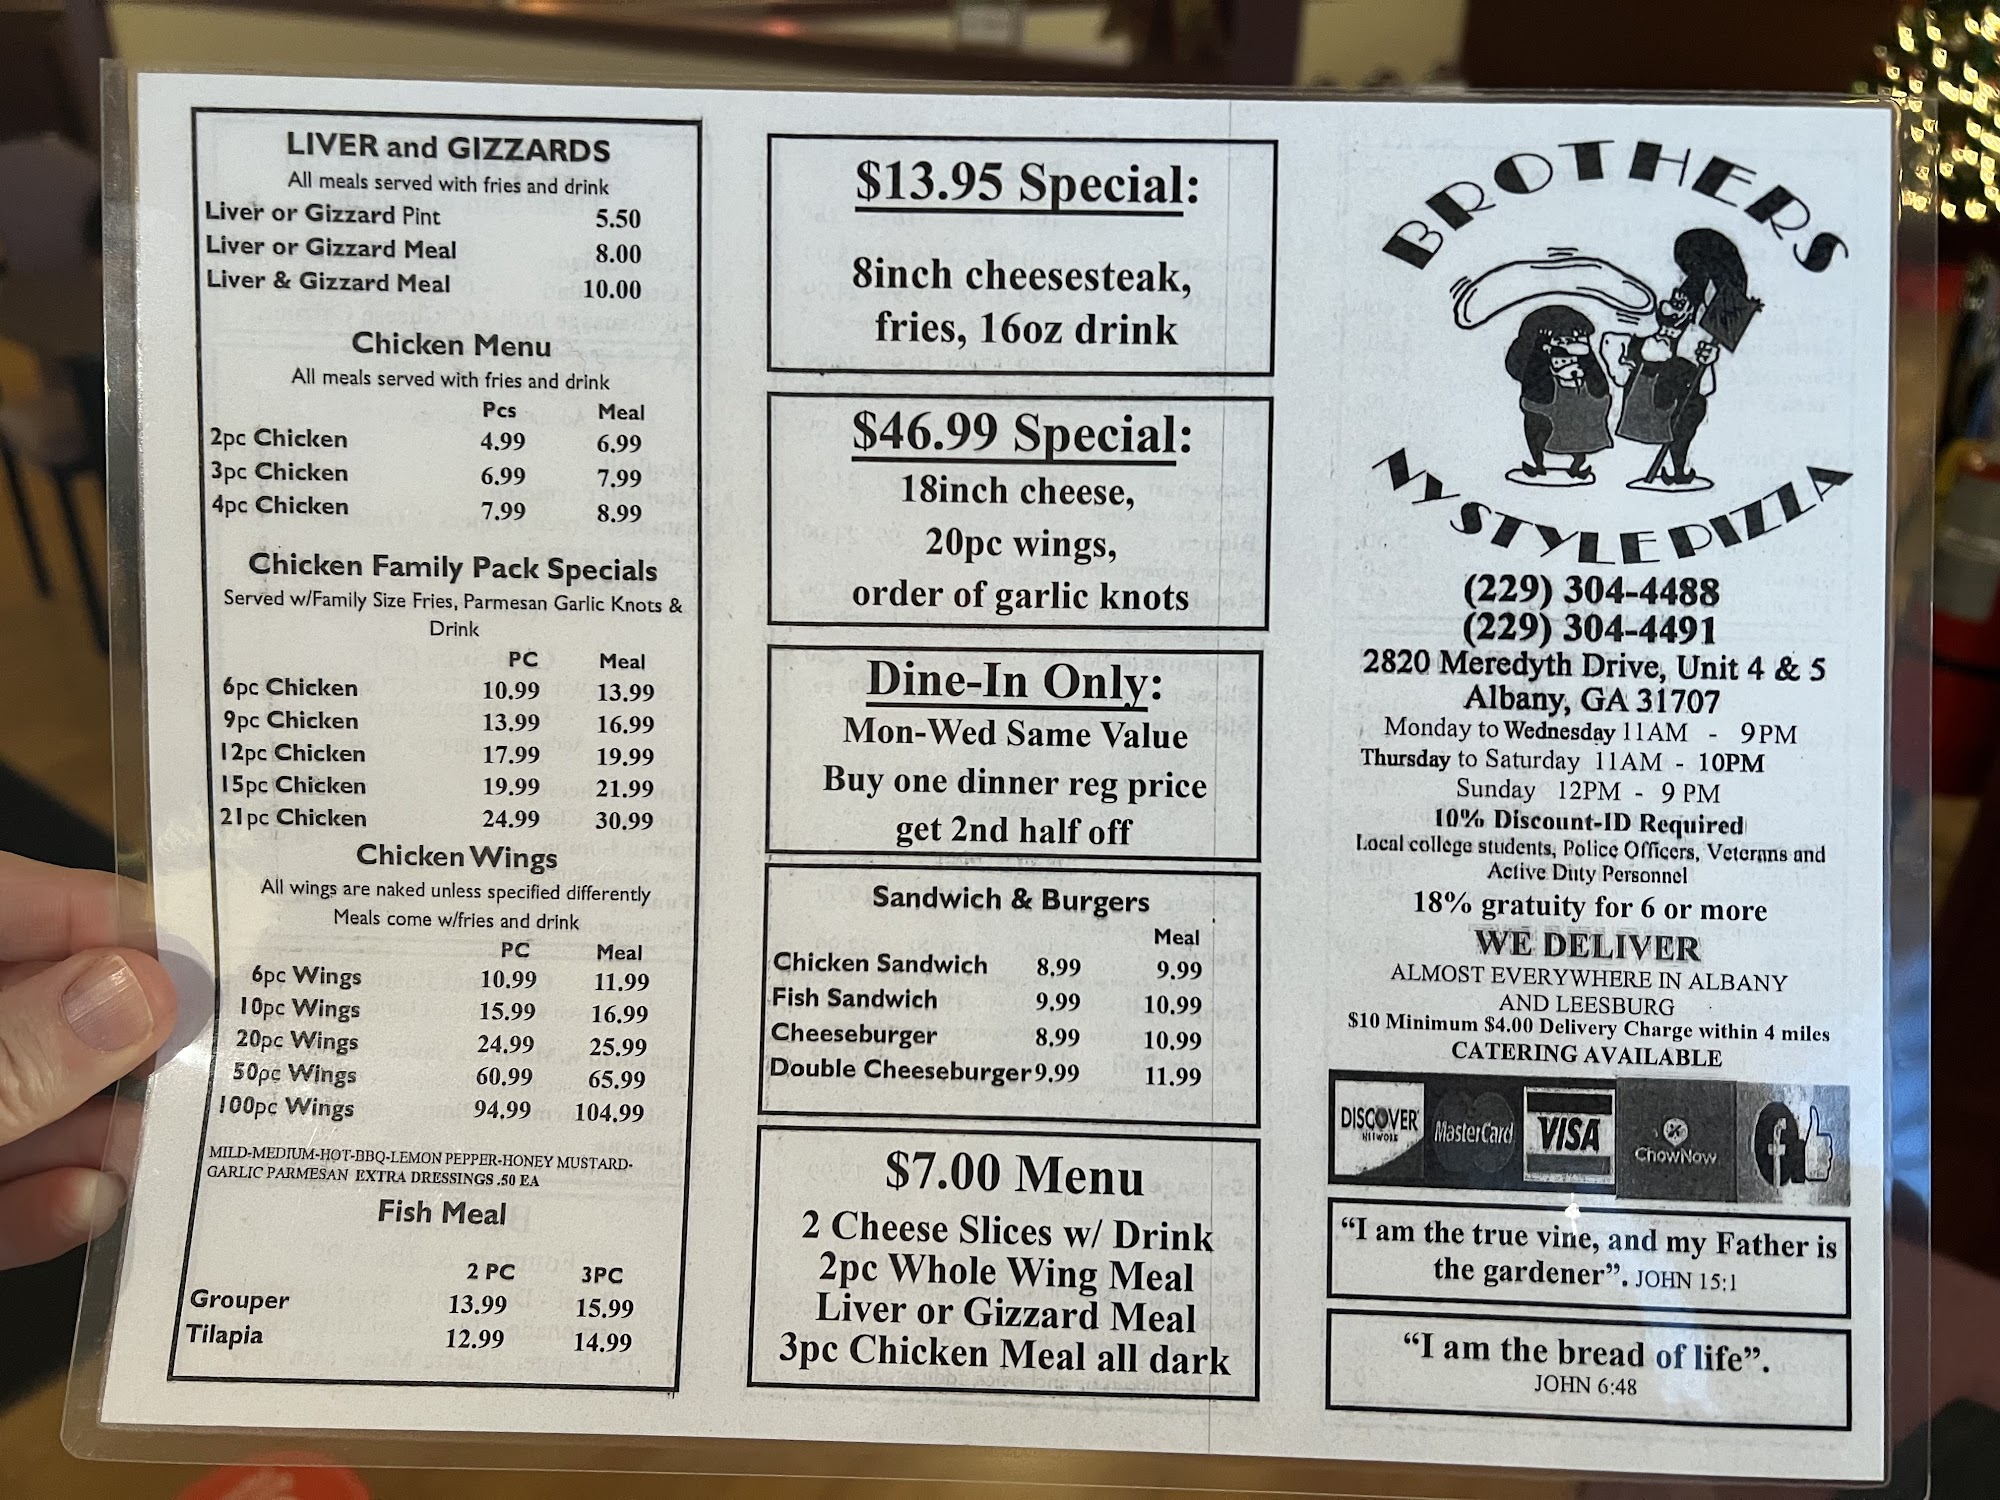 LIVER and GIZZARDS
All meals served with fries and drink
Liver or Gizzard Pint 5.50
Liver or Gizzard Meal 8.00
Liver & Gizzard Meal 10.00
Chicken Menu
All meals served with fries and drink
Pcs Meal
2pc Chicken 4.99 6.99
3pc Chicken 6.99 7.99
4pc Chicken 7.99 8.99
Chicken Family Pack Specials
Served w/Family Size Fries, Parmesan Garlic Knots &
Drink
PC Meal
6pc Chicken 10.99 13.99
9pc Chicken 13.99 16.99
12pc Chicken 17.99 19.99
15pc Chicken 19.99 21.99
21pc Chicken 24.99 30.99
Chicken Wings
All wings are naked unless specified differently
Meals come w/fries and drink
PC Meal
6pc Wings 10.99 11.99
10pc Wings 15.99 16.99
20pc Wings 24.99 25.99
50pc Wings 60.99 65.99
100pc Wings 94.99 104.99
MILD-MEDIUM-HOT-BBQ-LEMON PEPPER-HONEY MUSTARD-
GARLIC PARMESAN EXTRA DRESSINGS .50 EA
Fish Meal
2 PC 3PC
Grouper 13.99 15.99
Tilapia 12.99 14.99
$13.95 Special:
8inch cheesesteak,
fries, 16oz drink
$46.99 Special:
18inch cheese,
20pc wings,
order of garlic knots
Dine-In Only:
Mon-Wed Same Value
Buy one dinner reg price
get 2nd half off
Sandwich & Burgers
Meal
Chicken Sandwich 8.99 9.99
Fish Sandwich 9.99 10.99
Cheeseburger 8.99 10.99
Double Cheeseburger 9.99 11.99
$7.00 Menu
2 Cheese Slices w/ Drink
2pc Whole Wing Meal
Liver or Gizzard Meal
3pc Chicken Meal all dark
BROTHERS
NY STYLE PIZZA
(229) 304-4488
(229) 304-4491
2820 Meredyth Drive, Unit 4 & 5
Albany, GA 31707
Monday to Wednesday 11AM - 9PM
Thursday to Saturday 11AM - 10PM
Sunday 12PM - 9 PM
10% Discount-ID Required
Local college students, Police Officers, Veterans and
Active Duty Personnel
18% gratuity for 6 or more
WE DELIVER
ALMOST EVERYWHERE IN ALBANY
AND LEESBURG
$10 Minimum $4.00 Delivery Charge within 4 miles
CATERING AVAILABLE
DISCOVER NETWORK MasterCard VISA ChowNow f
"I am the true vine, and my Father is
the gardener". JOHN 15:1
"I am the bread of life".
JOHN 6:48